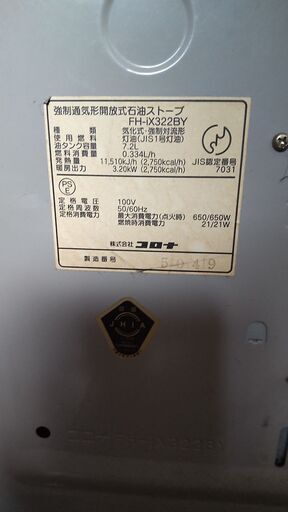 強制通気形開放式石油ストーブ
FH-iX322BY
種類 気化式・強制対流形
使用燃料 灯油(JIS1号灯油)
油タンク容量 7.2L
燃料消費量 0.334L/h
発熱量 11,510kJ/h (2,750kcal/h)
暖房出力 3.20kW (2,750kcal/h)
JIS認定番号
7031
PS
E
定格電圧 100V
定格周波数 50/60Hz
定格消費電力 最大消費電力(点火時) 650/650W
燃焼時消費電力 21/21W
株式会社 コロナ
製造番号
JHIA
コロナ FH-iX322BY